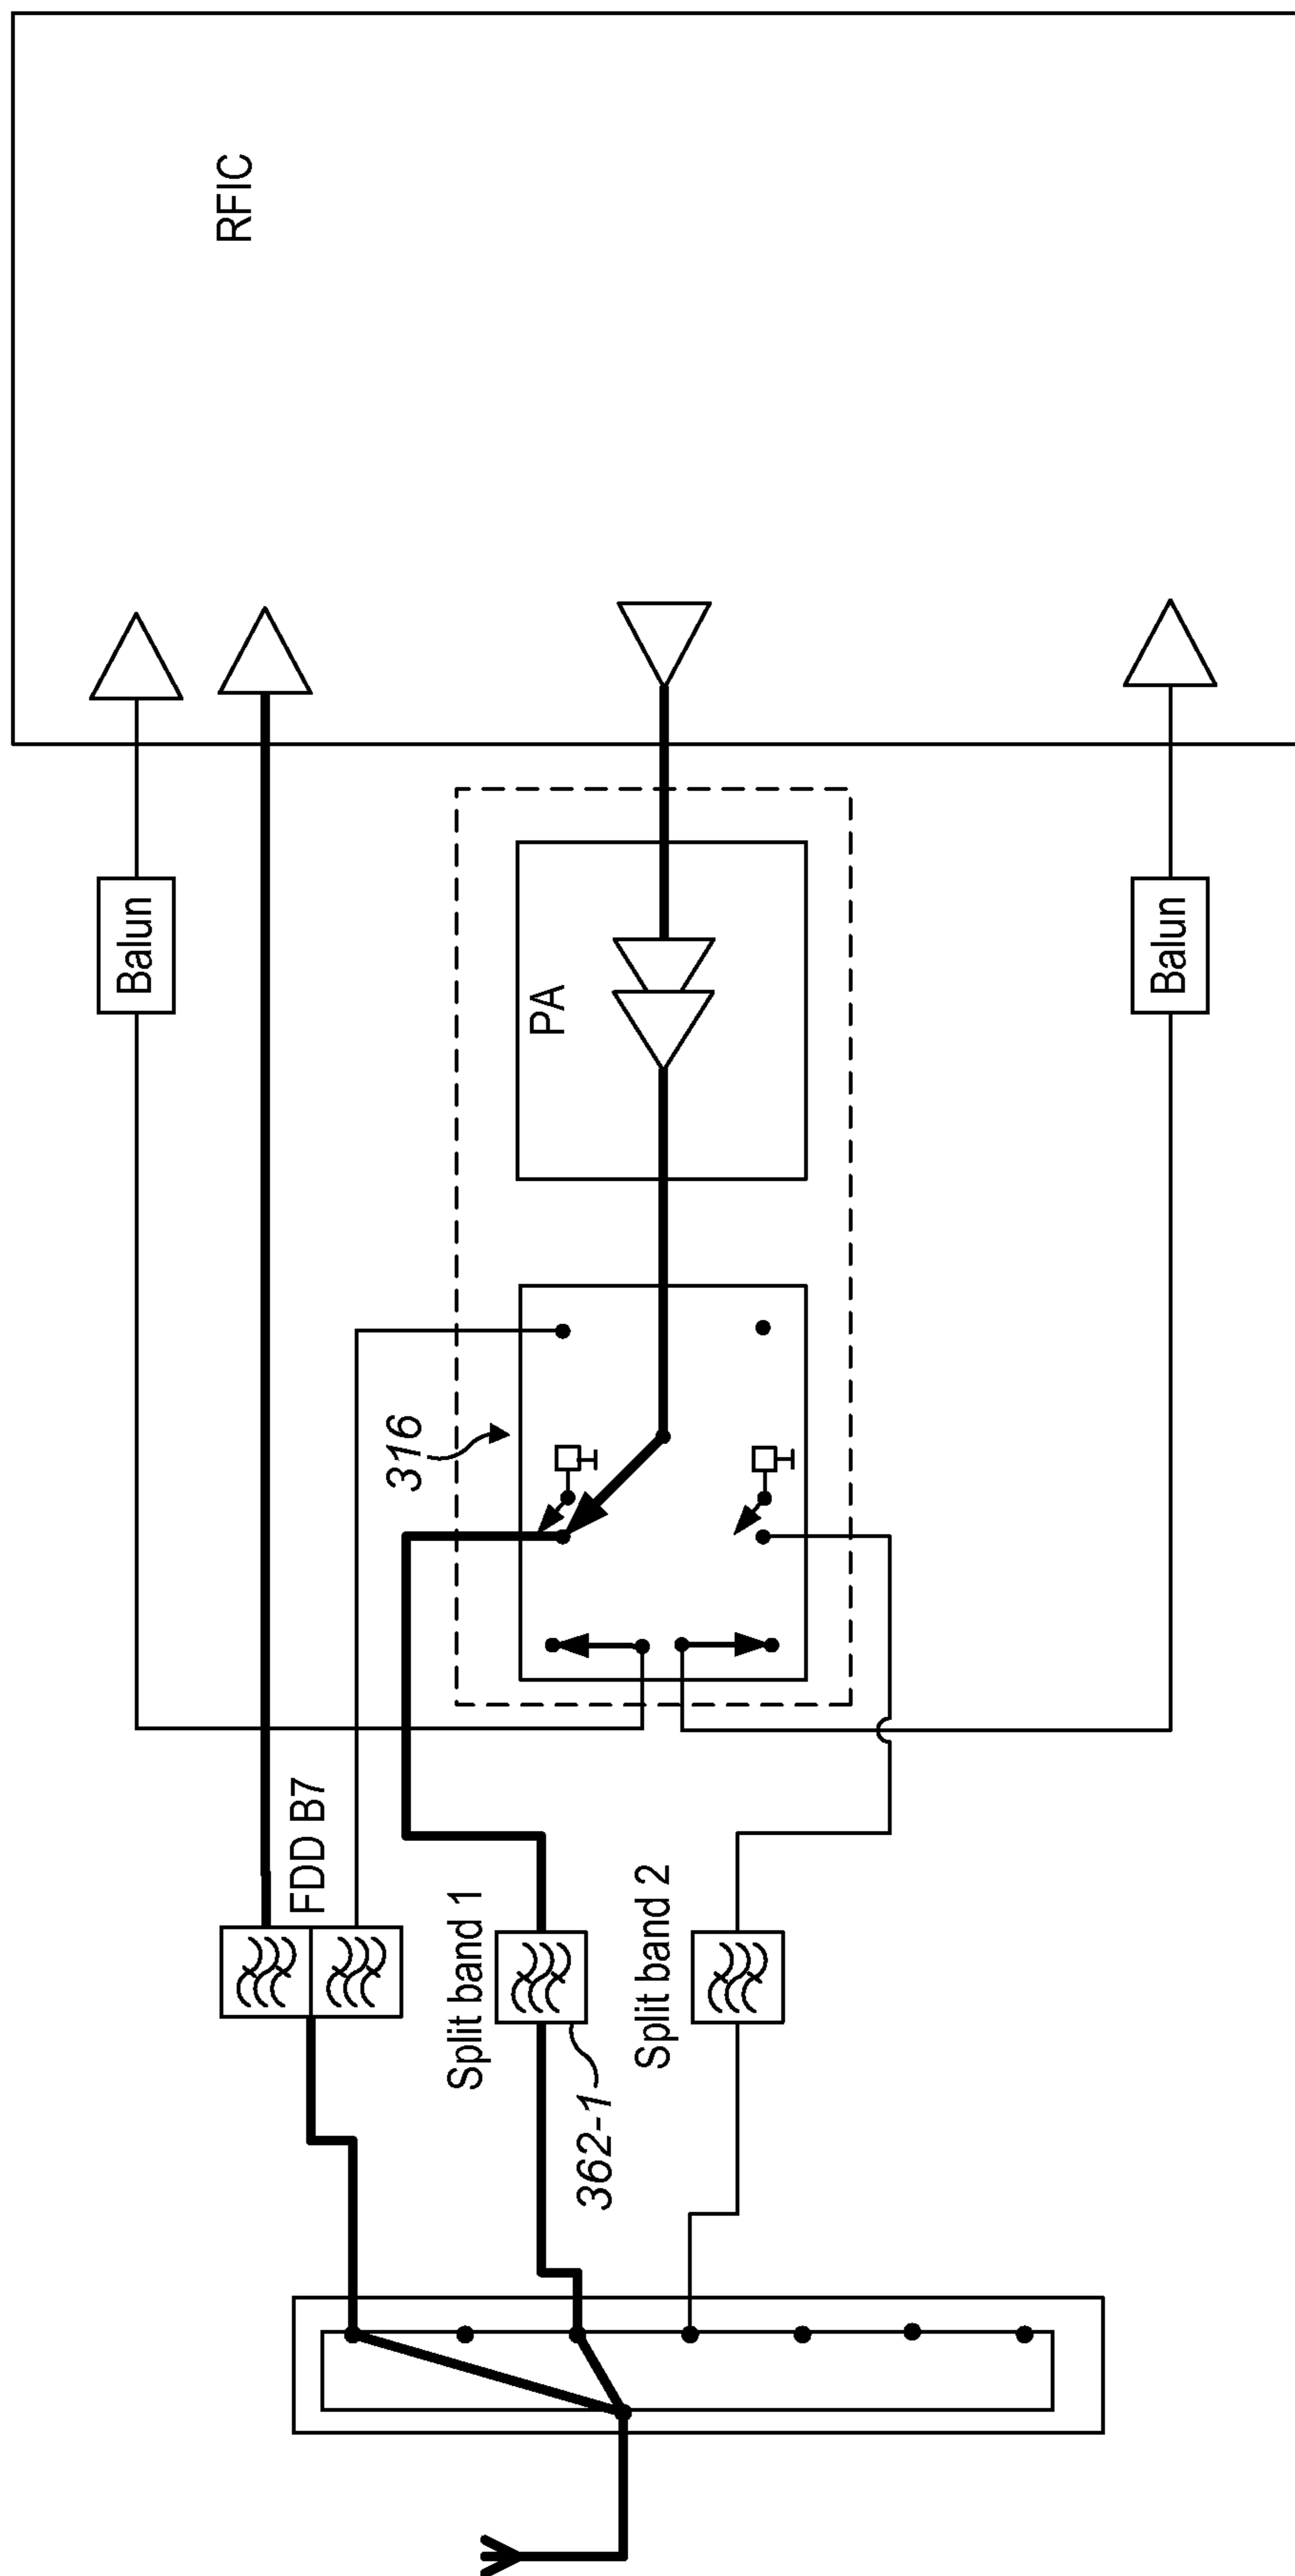 RFIC
Balun
Balun
PA
316
FDD B7
Split band 1
Split band 2
362-1